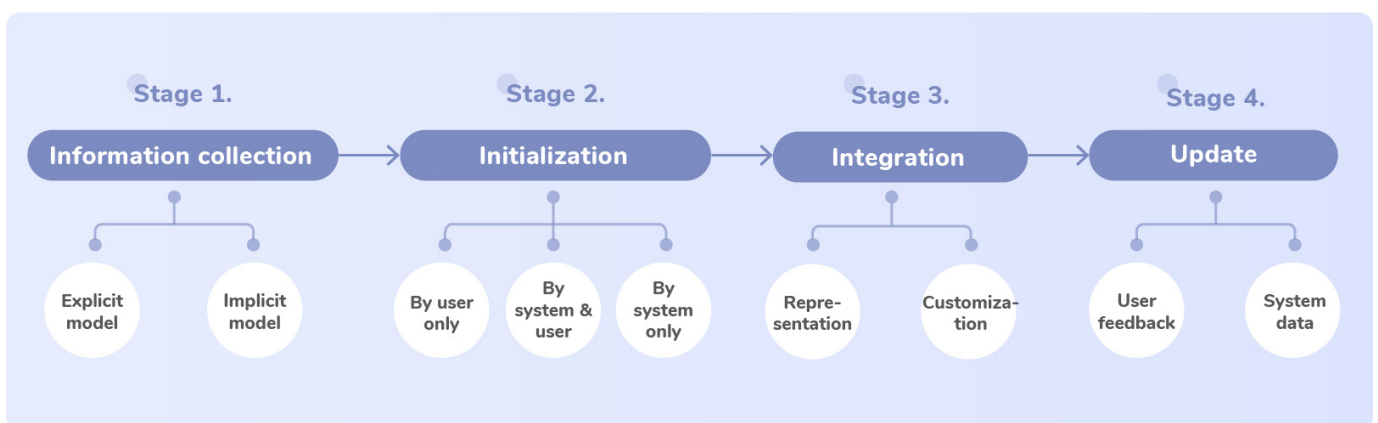 Stage 1.
Information collection
Explicit
model
Implicit
model
Stage 2.
Initialization
By user
only
By
system &
user
By
system
only
Stage 3.
Integration
Repre-
sentation
Customiza-
tion
Stage 4.
Update
User
feedback
System
data